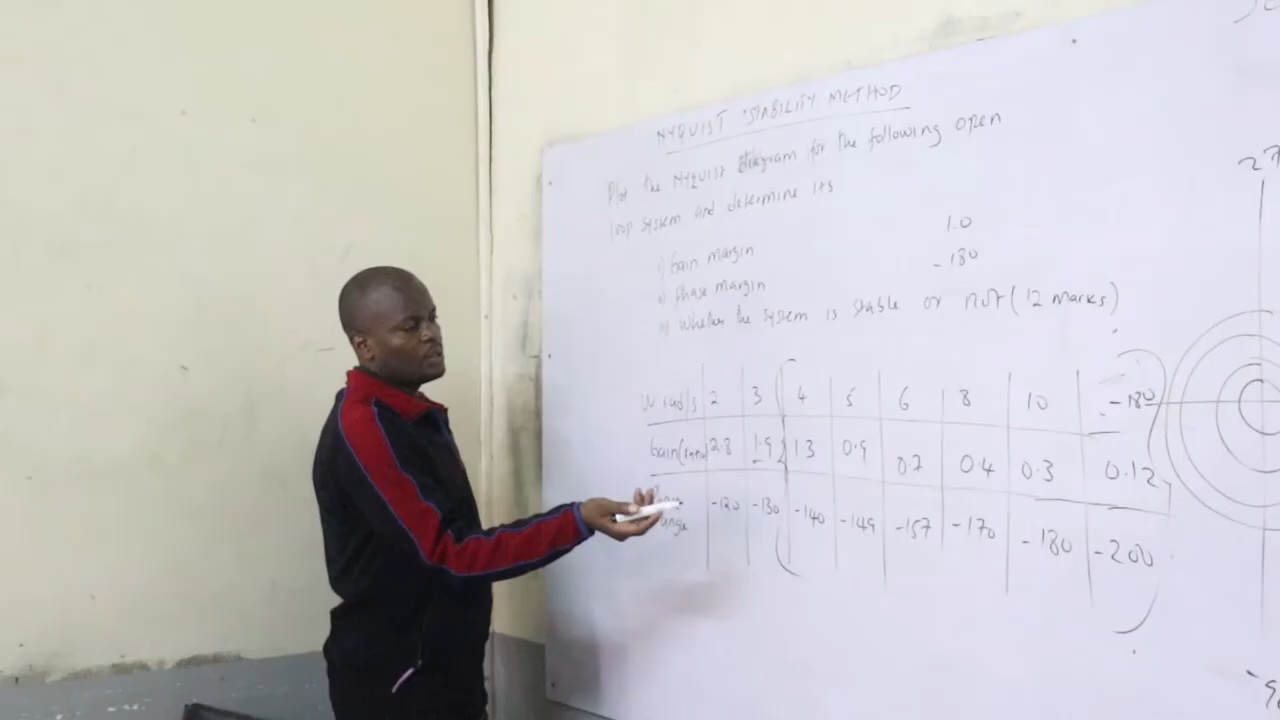 NYQUIST STABILITY METHOD
Plot the NYQUIST Diagram for the following open
loop system and determine its
i) Gain margin 1.0
ii) Phase margin -180
iii) Whether the system is stable or not (12 marks)
W rad/s 2 3 4 5 6 8 10 -180
Gain 2.8 1.9 1.3 0.9 0.7 0.4 0.3 0.12
-120 -130 -140 -149 -157 -170 -180 -200
27